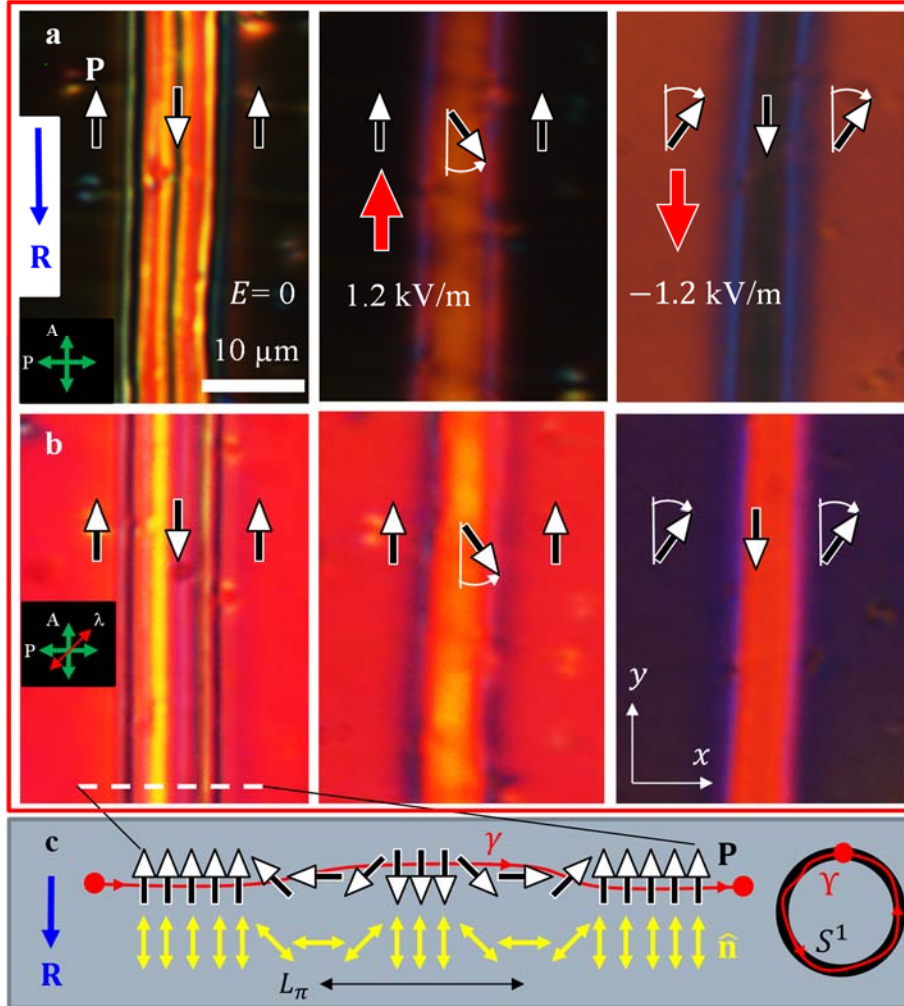 a
P
R
E = 0
10 μm
A
P
1.2 kV/m
−1.2 kV/m
b
A
λ
P
y
x
c
γ
P
R
n̂
L_π
ϒ
S¹